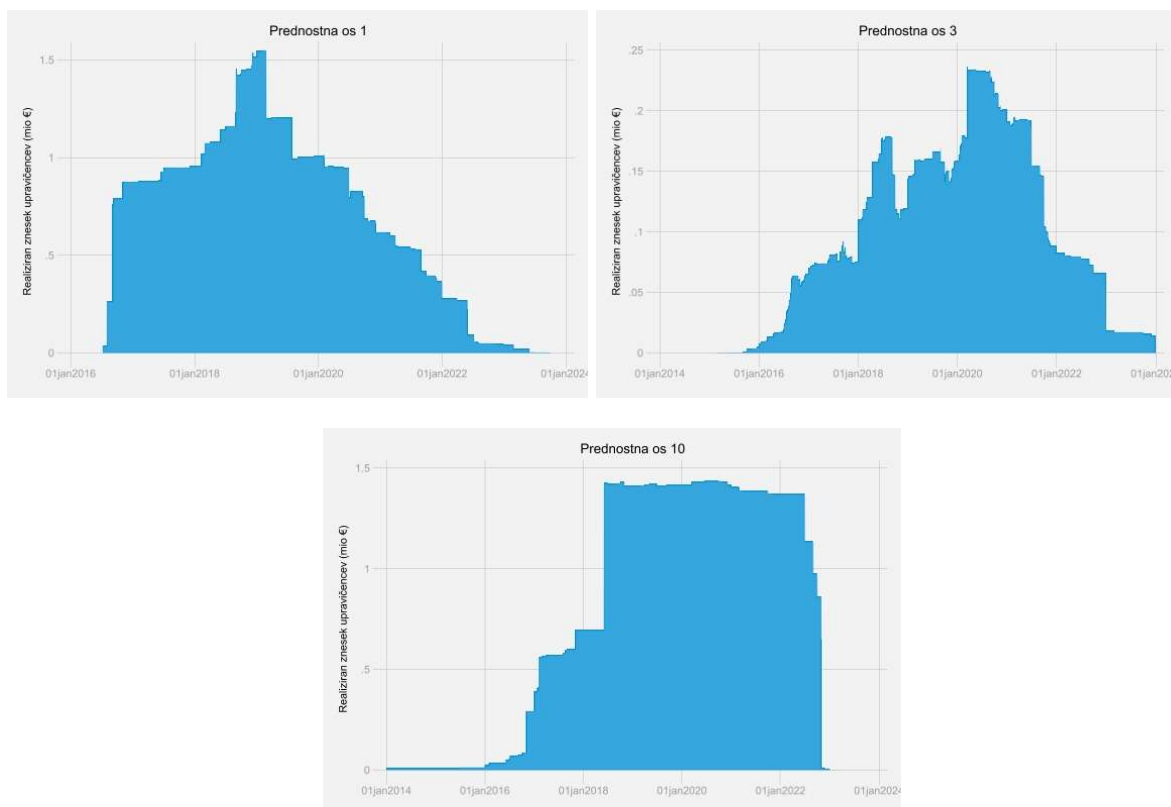 Prednostna os 1
Realiziran znesek upravičencev (mio €)
1.5
1
.5
0
01jan2016 01jan2018 01jan2020 01jan2022 01jan2024
Prednostna os 3
Realiziran znesek upravičencev (mio €)
.25
.2
.15
.1
.05
0
01jan2014 01jan2016 01jan2018 01jan2020 01jan2022 01jan202
Prednostna os 10
Realiziran znesek upravičencev (mio €)
1.5
1
.5
0
01jan2014 01jan2016 01jan2018 01jan2020 01jan2022 01jan2024